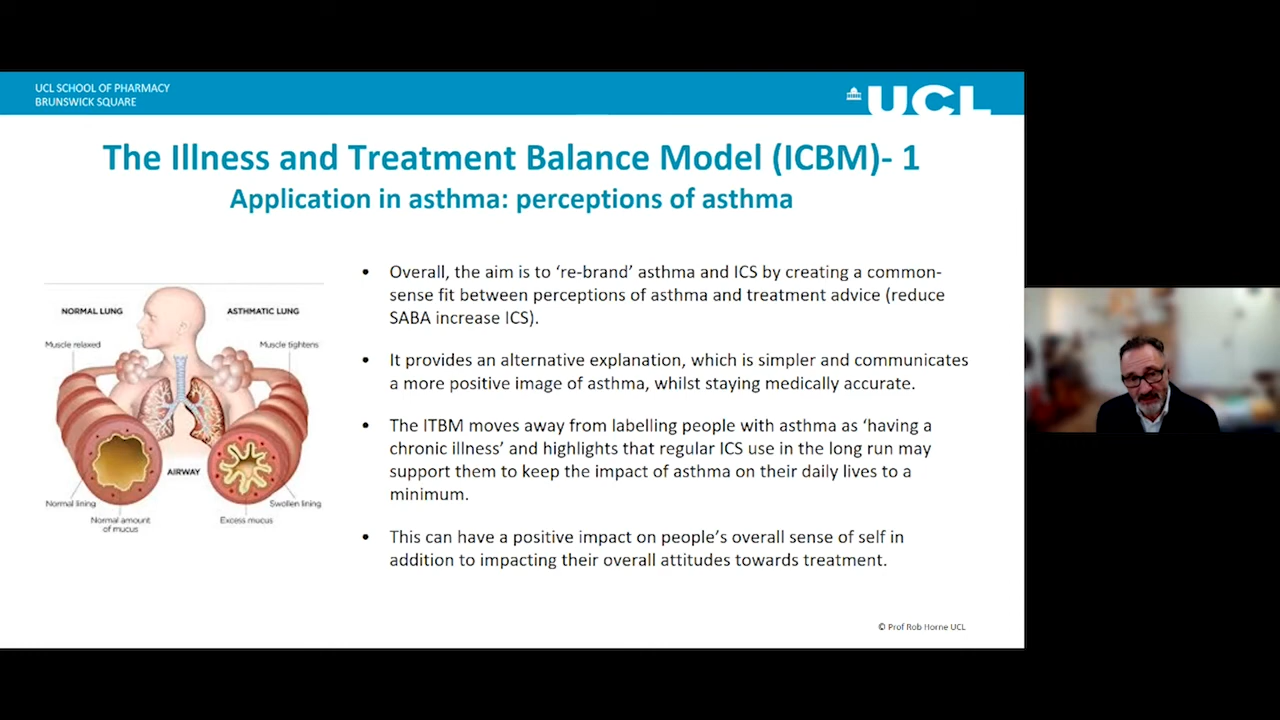 UCL SCHOOL OF PHARMACY
BRUNSWICK SQUARE
UCL
The Illness and Treatment Balance Model (ICBM)- 1
Application in asthma: perceptions of asthma
NORMAL LUNG
ASTHMATIC LUNG
Muscle relaxed
Muscle tightens
AIRWAY
Normal lining
Swollen lining
Normal amount
of mucus
Excess mucus
• Overall, the aim is to ‘re-brand’ asthma and ICS by creating a common-
sense fit between perceptions of asthma and treatment advice (reduce
SABA increase ICS).
• It provides an alternative explanation, which is simpler and communicates
a more positive image of asthma, whilst staying medically accurate.
• The ITBM moves away from labelling people with asthma as ‘having a
chronic illness’ and highlights that regular ICS use in the long run may
support them to keep the impact of asthma on their daily lives to a
minimum.
• This can have a positive impact on people’s overall sense of self in
addition to impacting their overall attitudes towards treatment.
© Prof Rob Horne UCL